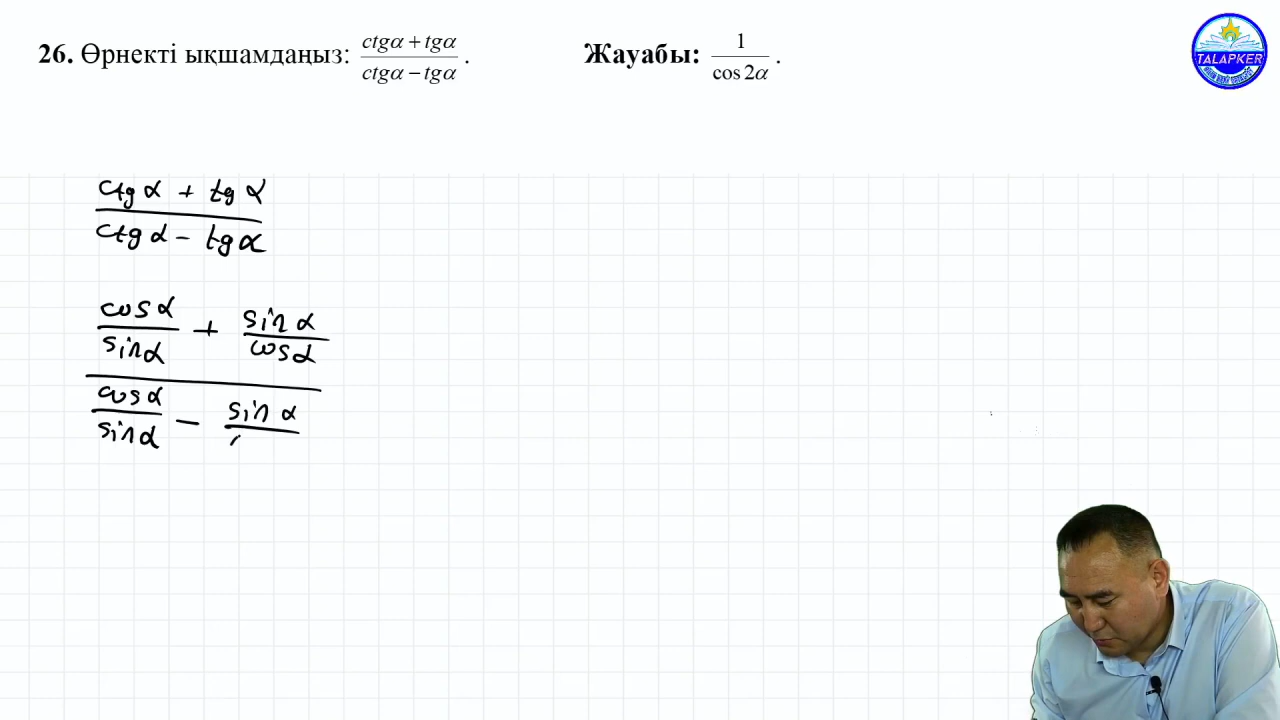 26. Өрнекті ықшамдаңыз: (ctgα + tgα)/(ctgα − tgα). Жауабы: 1/(cos 2α).
TALAPKER
ctg α + tg α
ctg α − tg α
cos α / sin α + sin α / cos α
cos α / sin α − sin α